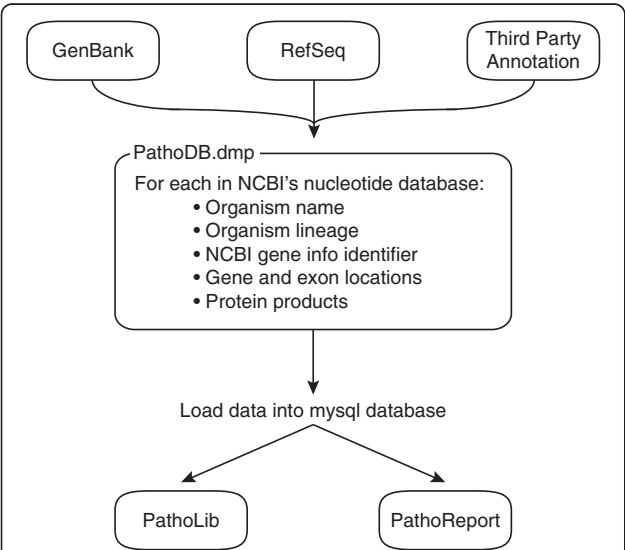 GenBank
RefSeq
Third Party
Annotation
PathoDB.dmp
For each in NCBI's nucleotide database:
• Organism name
• Organism lineage
• NCBI gene info identifier
• Gene and exon locations
• Protein products
Load data into mysql database
PathoLib
PathoReport